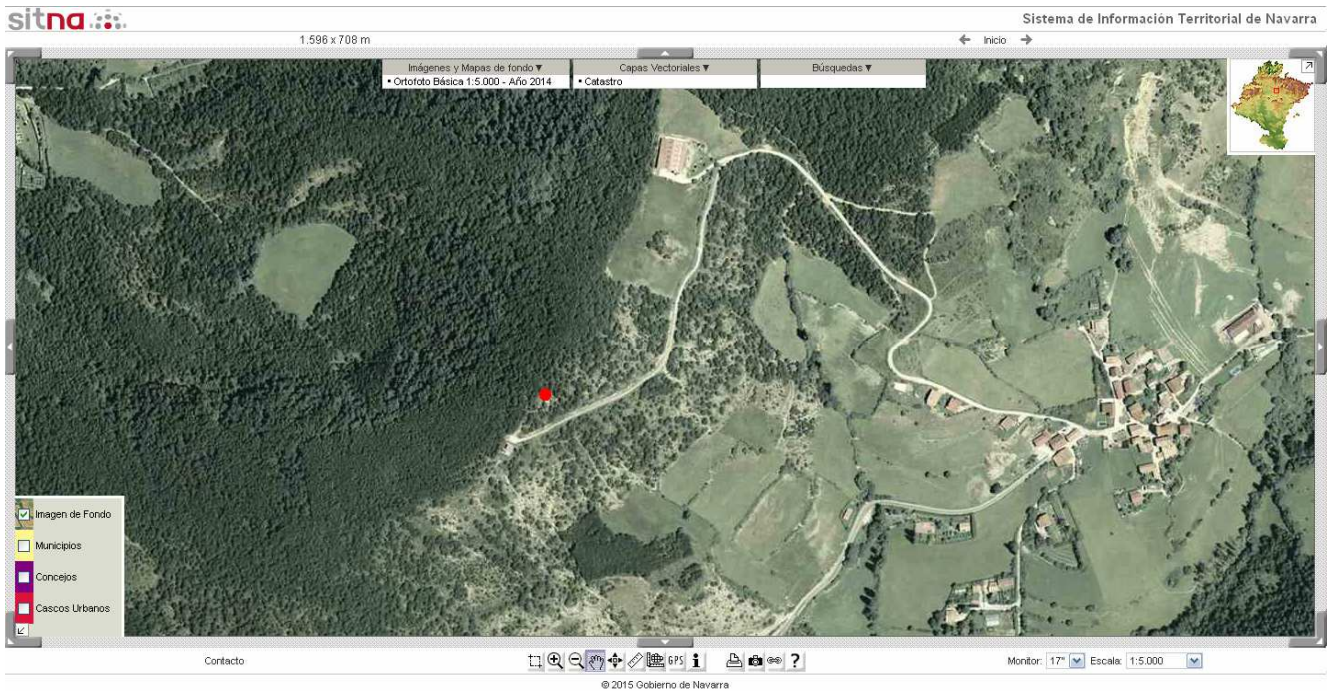 sitna
Sistema de Información Territorial de Navarra
1.596 x 708 m
Inicio
Imágenes y Mapas de fondo ▼
Capas Vectoriales ▼
Búsquedas ▼
• Ortofoto Básica 1:5.000 - Año 2014
• Catastro
Imagen de Fondo
Municipios
Concejos
Cascos Urbanos
Contacto
GPS
i
?
Monitor: 17"
Escala: 1:5.000
© 2015 Gobierno de Navarra